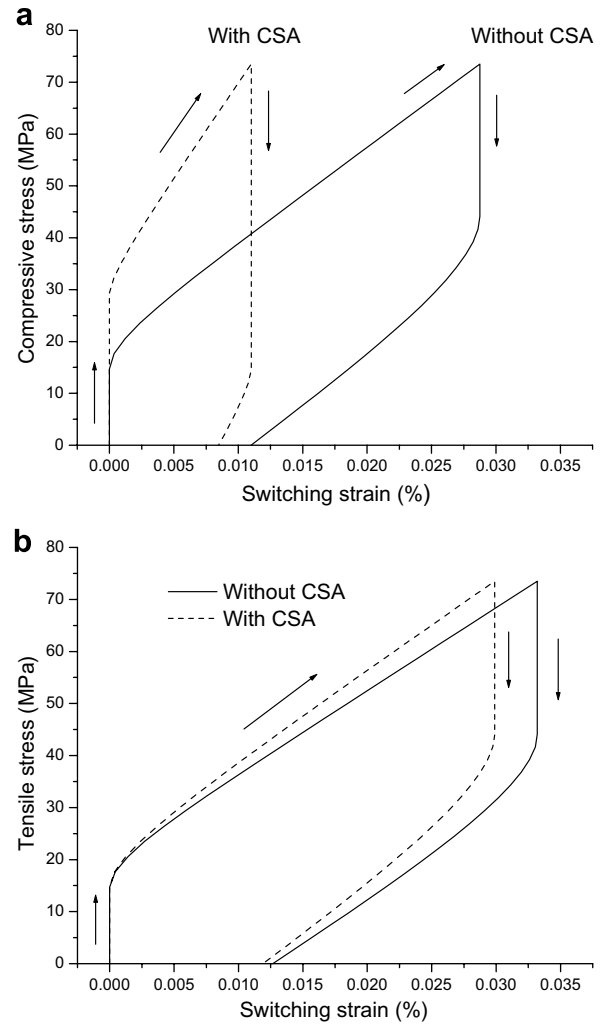 a
With CSA
Without CSA
Compressive stress (MPa)
80
70
60
50
40
30
20
10
0
0.000 0.005 0.010 0.015 0.020 0.025 0.030 0.035
Switching strain (%)
b
Without CSA
With CSA
Tensile stress (MPa)
80
70
60
50
40
30
20
10
0
0.000 0.005 0.010 0.015 0.020 0.025 0.030 0.035
Switching strain (%)